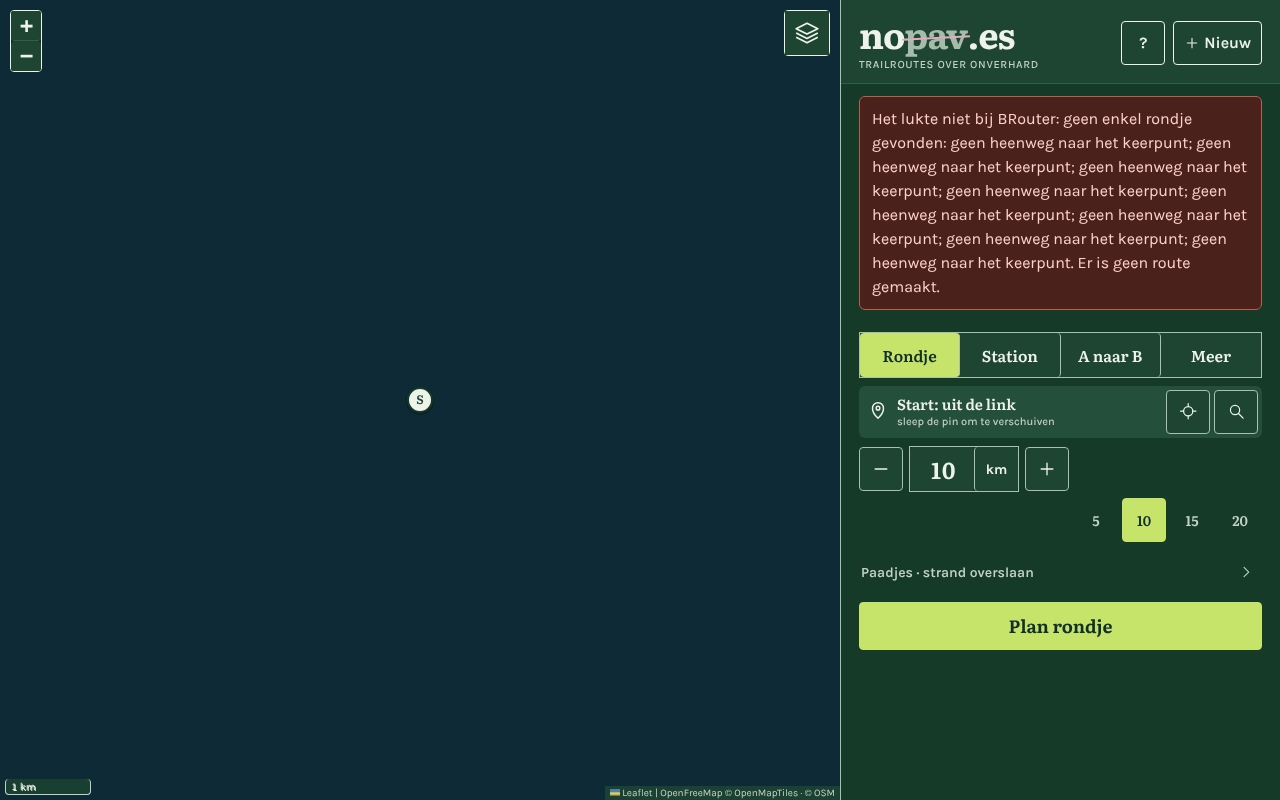 +
−
nopav.es
TRAILROUTES OVER ONVERHARD
?
+ Nieuw
Het lukte niet bij BRouter: geen enkel rondje
gevonden: geen heenweg naar het keerpunt; geen
heenweg naar het keerpunt; geen heenweg naar het
keerpunt; geen heenweg naar het keerpunt; geen
heenweg naar het keerpunt; geen heenweg naar het
keerpunt; geen heenweg naar het keerpunt; geen
heenweg naar het keerpunt. Er is geen route
gemaakt.
Rondje
Station
A naar B
Meer
S
Start: uit de link
sleep de pin om te verschuiven
− 10 km +
5 10 15 20
Paadjes · strand overslaan
Plan rondje
1 km
Leaflet | OpenFreeMap © OpenMapTiles · © OSM